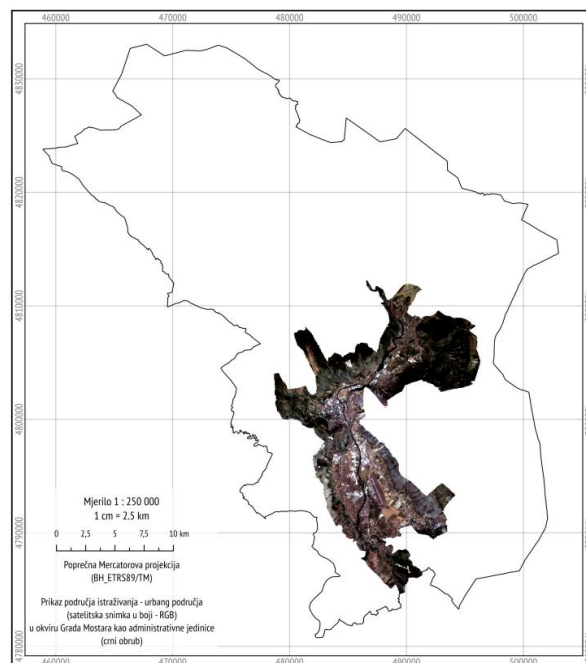 460000 470000 480000 490000 500000
4830000
4820000
4810000
4800000
4790000
4780000
Mjerilo 1 : 250 000
1 cm = 2,5 km
0 2,5 5 7,5 10 km
Poprečna Mercatorova projekcija
(BH_ETRS89/TM)
Prikaz područja istraživanja - urbang područja
(satelitska snimka u boji - RGB)
u okviru Grada Mostara kao administrative jedinice
(crni obrub)
460000 470000 480000 490000 500000